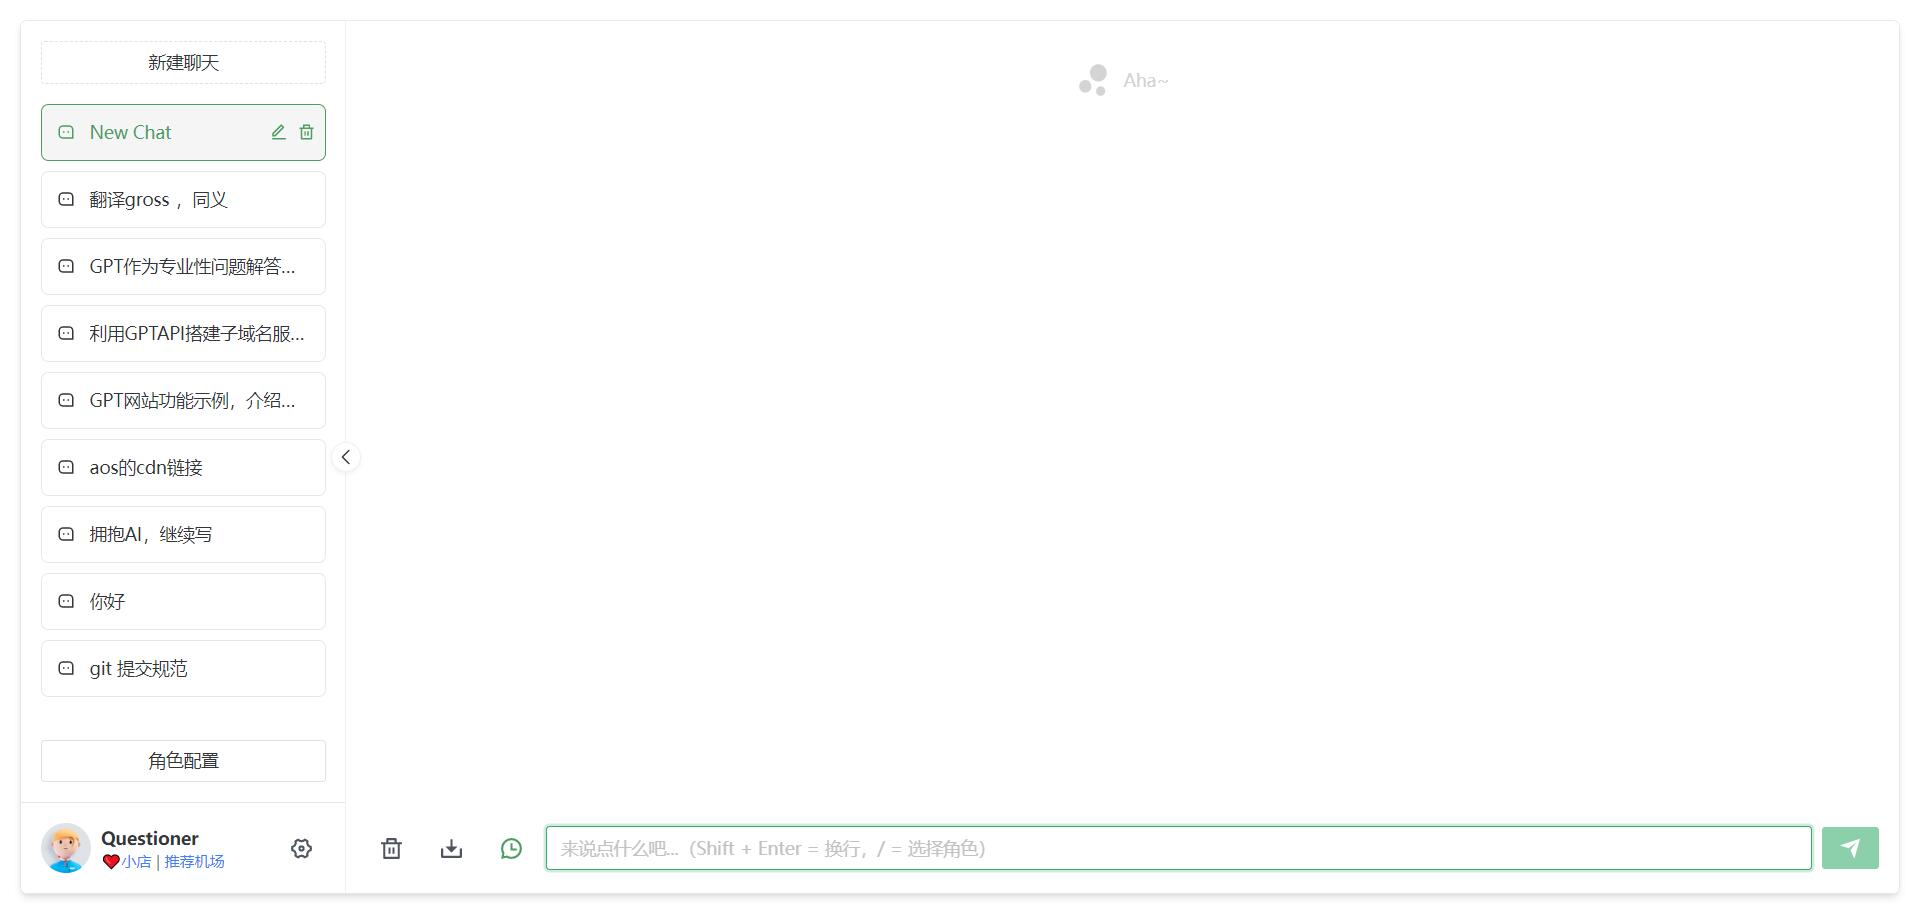 新建聊天
New Chat
翻译gross ，同义
GPT作为专业性问题解答...
利用GPTAPI搭建子域名服...
GPT网站功能示例，介绍...
aos的cdn链接
拥抱AI，继续写
你好
git 提交规范
角色配置
Questioner
小店 | 推荐机场
Aha~
来说点什么吧...（Shift + Enter = 换行，/ = 选择角色）